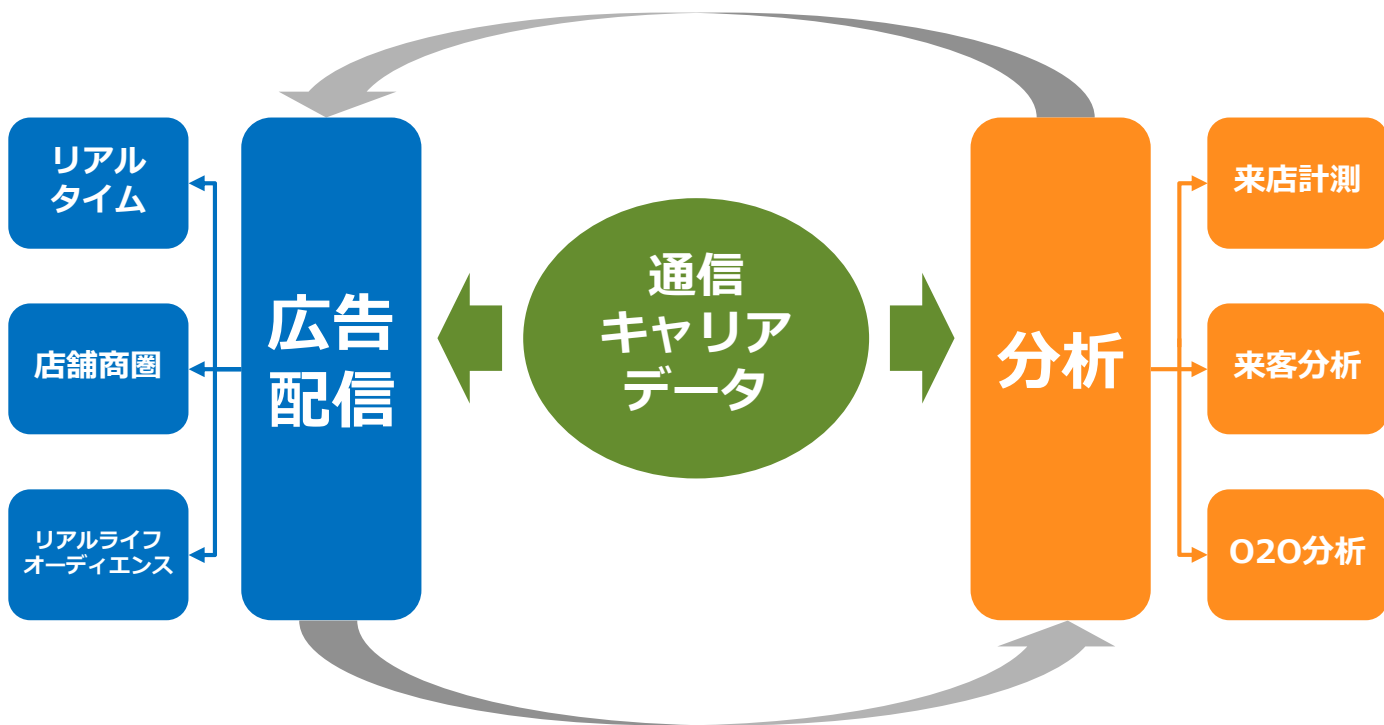 リアル
タイム
店舗商圏
リアルライフ
オーディエンス
広告
配信
通信
キャリア
データ
分析
来店計測
来客分析
O2O分析